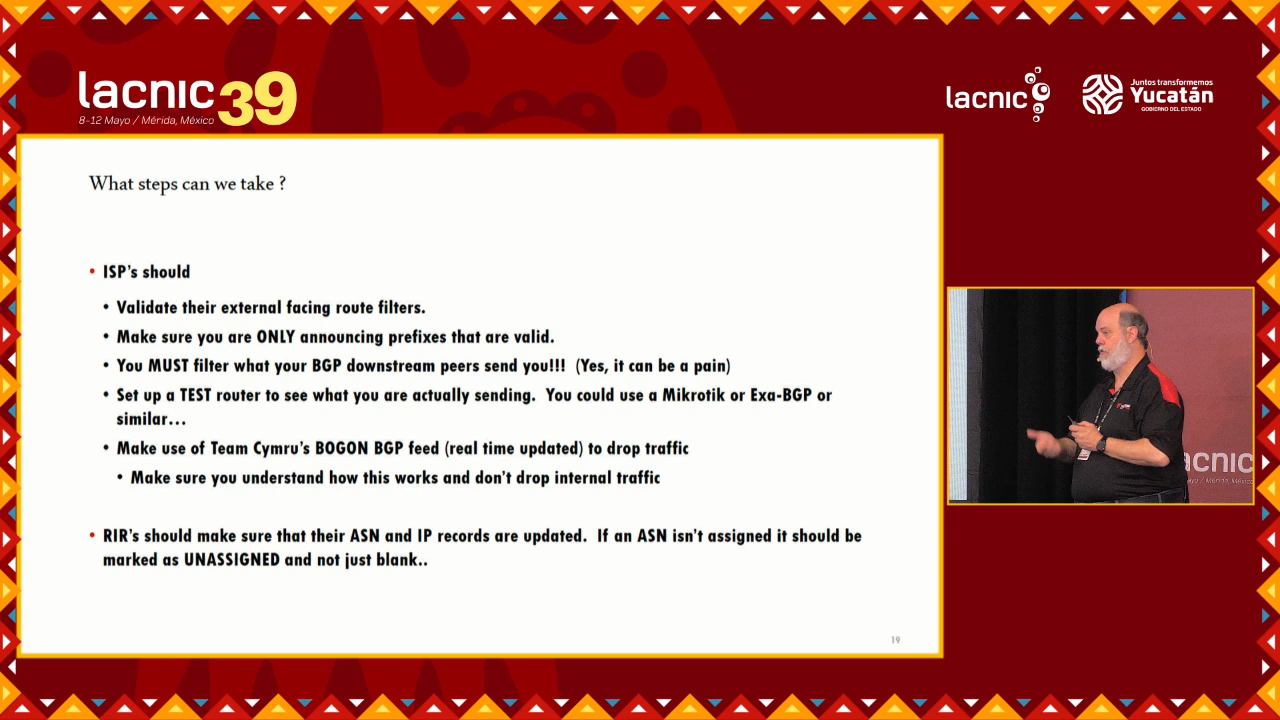 lacnic 39
8-12 Mayo / Mérida, México
lacnic
Juntos transformemos
Yucatán
GOBIERNO DEL ESTADO
What steps can we take ?
• ISP's should
• Validate their external facing route filters.
• Make sure you are ONLY announcing prefixes that are valid.
• You MUST filter what your BGP downstream peers send you!!! (Yes, it can be a pain)
• Set up a TEST router to see what you are actually sending. You could use a Mikrotik or Exa-BGP or
similar...
• Make use of Team Cymru's BOGON BGP feed (real time updated) to drop traffic
• Make sure you understand how this works and don't drop internal traffic
• RIR's should make sure that their ASN and IP records are updated. If an ASN isn't assigned it should be
marked as UNASSIGNED and not just blank..
19
acnic
ayo / Mérida, México